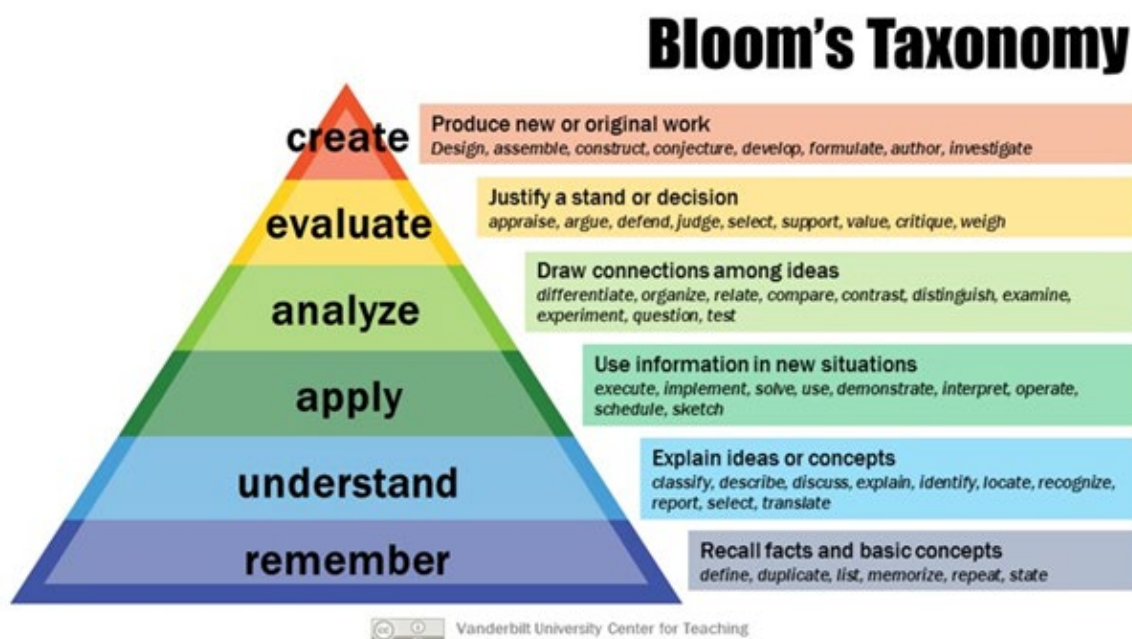 Bloom's Taxonomy
create
Produce new or original work
Design, assemble, construct, conjecture, develop, formulate, author, investigate
evaluate
Justify a stand or decision
appraise, argue, defend, judge, select, support, value, critique, weigh
analyze
Draw connections among ideas
differentiate, organize, relate, compare, contrast, distinguish, examine,
experiment, question, test
apply
Use information in new situations
execute, implement, solve, use, demonstrate, interpret, operate,
schedule, sketch
understand
Explain ideas or concepts
classify, describe, discuss, explain, identify, locate, recognize,
report, select, translate
remember
Recall facts and basic concepts
define, duplicate, list, memorize, repeat, state
cc Vanderbilt University Center for Teaching